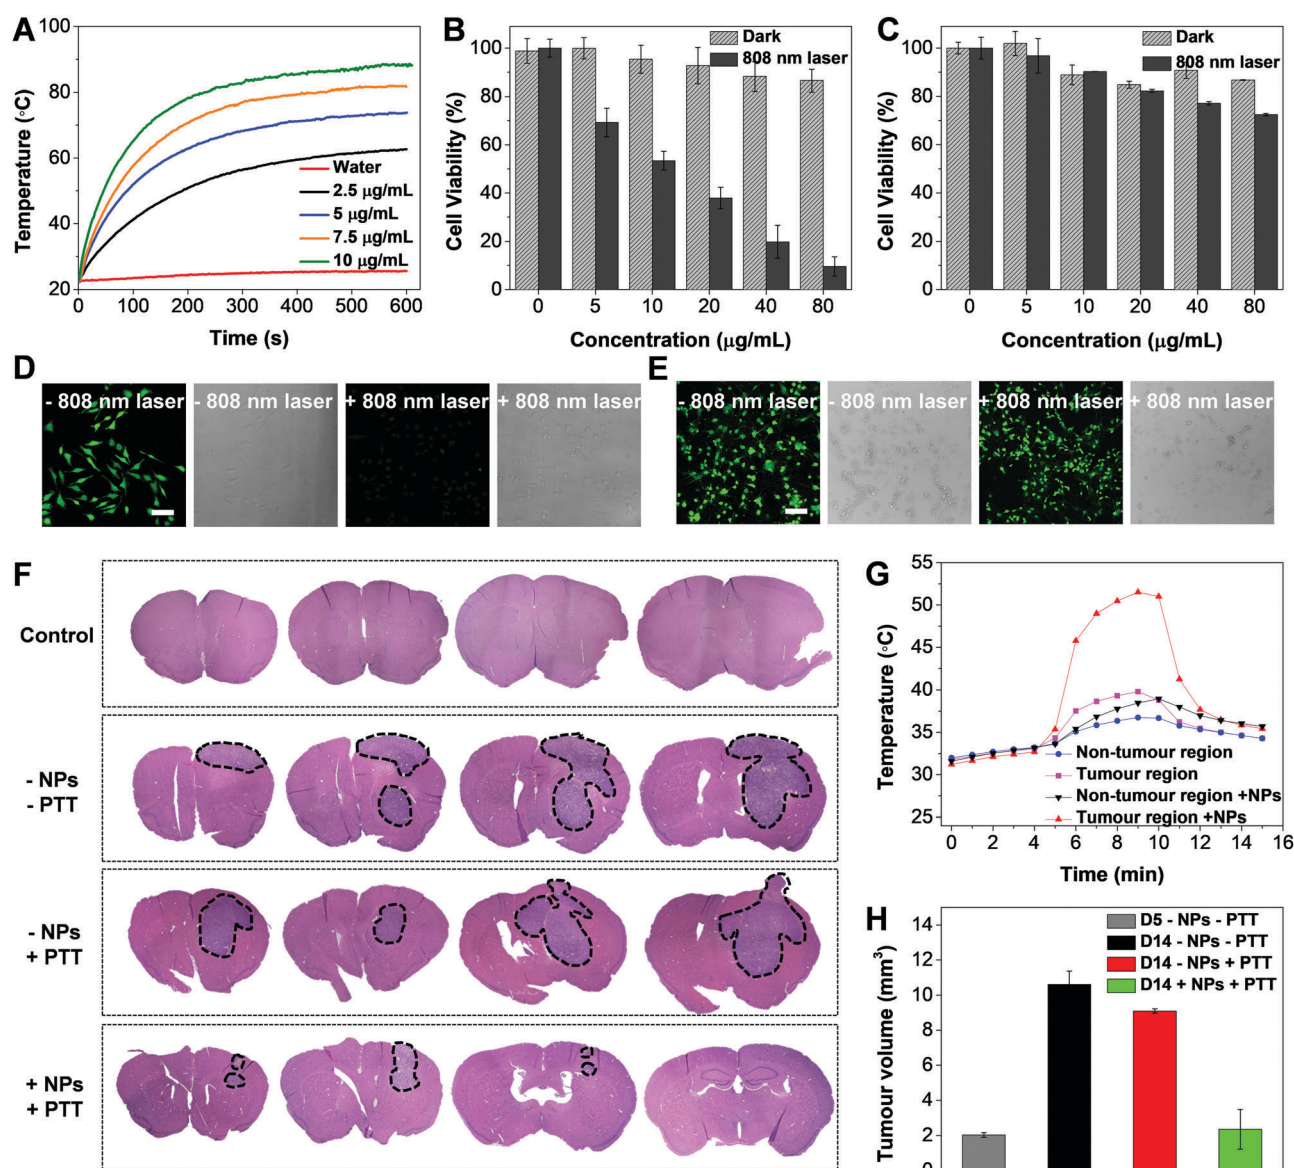 A
100
80
60
40
20
Temperature (°C)
Water
2.5 μg/mL
5 μg/mL
7.5 μg/mL
10 μg/mL
0 100 200 300 400 500 600
Time (s)
B
100
80
60
40
20
0
Cell Viability (%)
Dark
808 nm laser
0 5 10 20 40 80
Concentration (μg/mL)
C
100
80
60
40
20
0
Cell Viability (%)
Dark
808 nm laser
0 5 10 20 40 80
Concentration (μg/mL)
D
- 808 nm laser
- 808 nm laser
+ 808 nm laser
+ 808 nm laser
E
- 808 nm laser
- 808 nm laser
+ 808 nm laser
+ 808 nm laser
F
Control
- NPs
- PTT
- NPs
+ PTT
+ NPs
+ PTT
G
55
50
45
40
35
30
25
Temperature (°C)
Non-tumour region
Tumour region
Non-tumour region +NPs
Tumour region +NPs
0 2 4 6 8 10 12 14 16
Time (min)
H
14
12
10
8
6
4
2
0
Tumour volume (mm³)
D5 - NPs - PTT
D14 - NPs - PTT
D14 - NPs + PTT
D14 + NPs + PTT